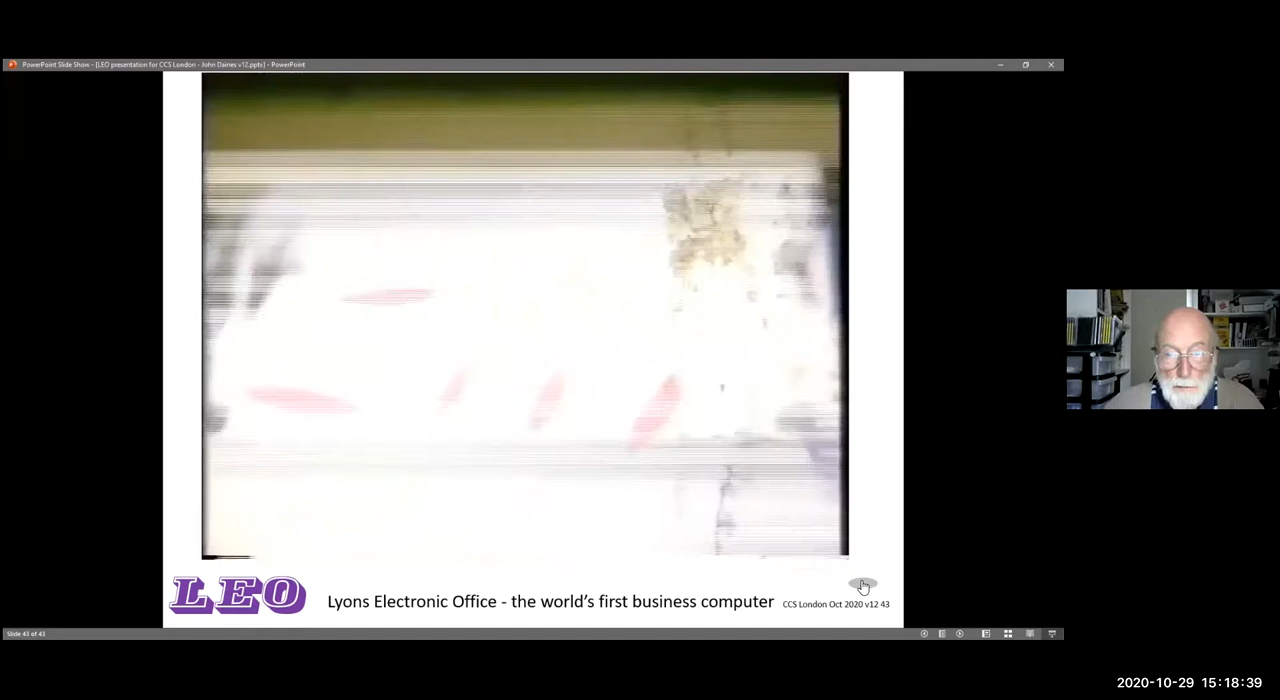 PowerPoint Slide Show - [LEO presentation for CCS London - John Daines v12.pptx] - PowerPoint
LEO
Lyons Electronic Office - the world's first business computer
CCS London Oct 2020 v12 43
Slide 43 of 43
2020-10-29 15:18:39